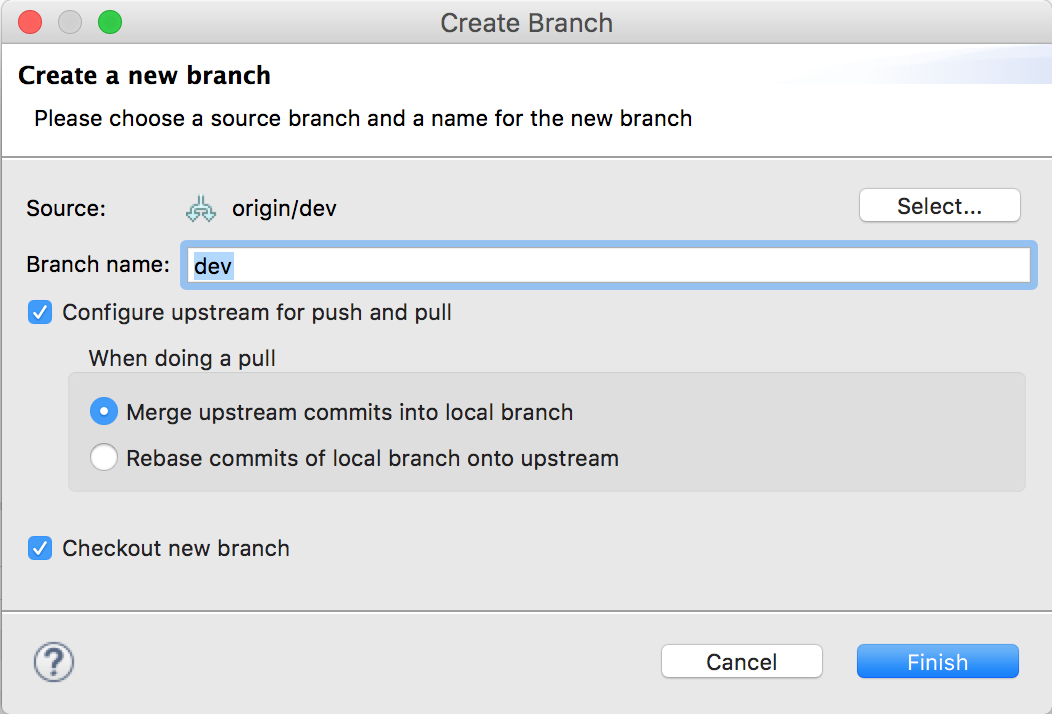 Create Branch
Create a new branch
Please choose a source branch and a name for the new branch
Source: origin/dev Select...
Branch name: dev
Configure upstream for push and pull
When doing a pull
Merge upstream commits into local branch
Rebase commits of local branch onto upstream
Checkout new branch
? Cancel Finish